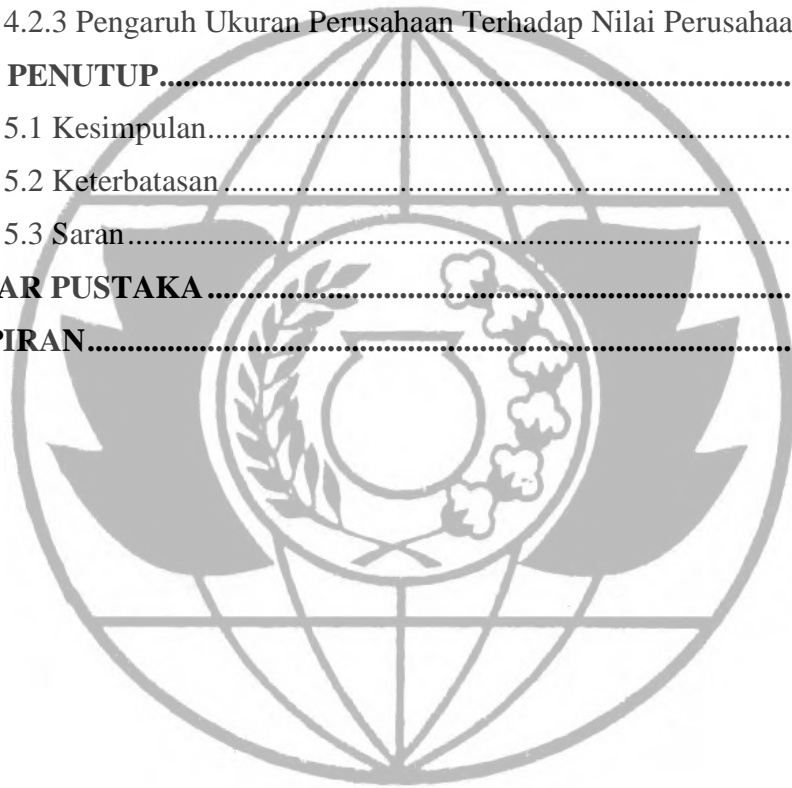 4.2.3 Pengaruh Ukuran Perusahaan Terhadap Nilai Perusahaa
PENUTUP................................................................................
5.1 Kesimpulan..........................................................................
5.2 Keterbatasan........................................................................
5.3 Saran....................................................................................
AR PUSTAKA..........................................................................
PIRAN.........................................................................................